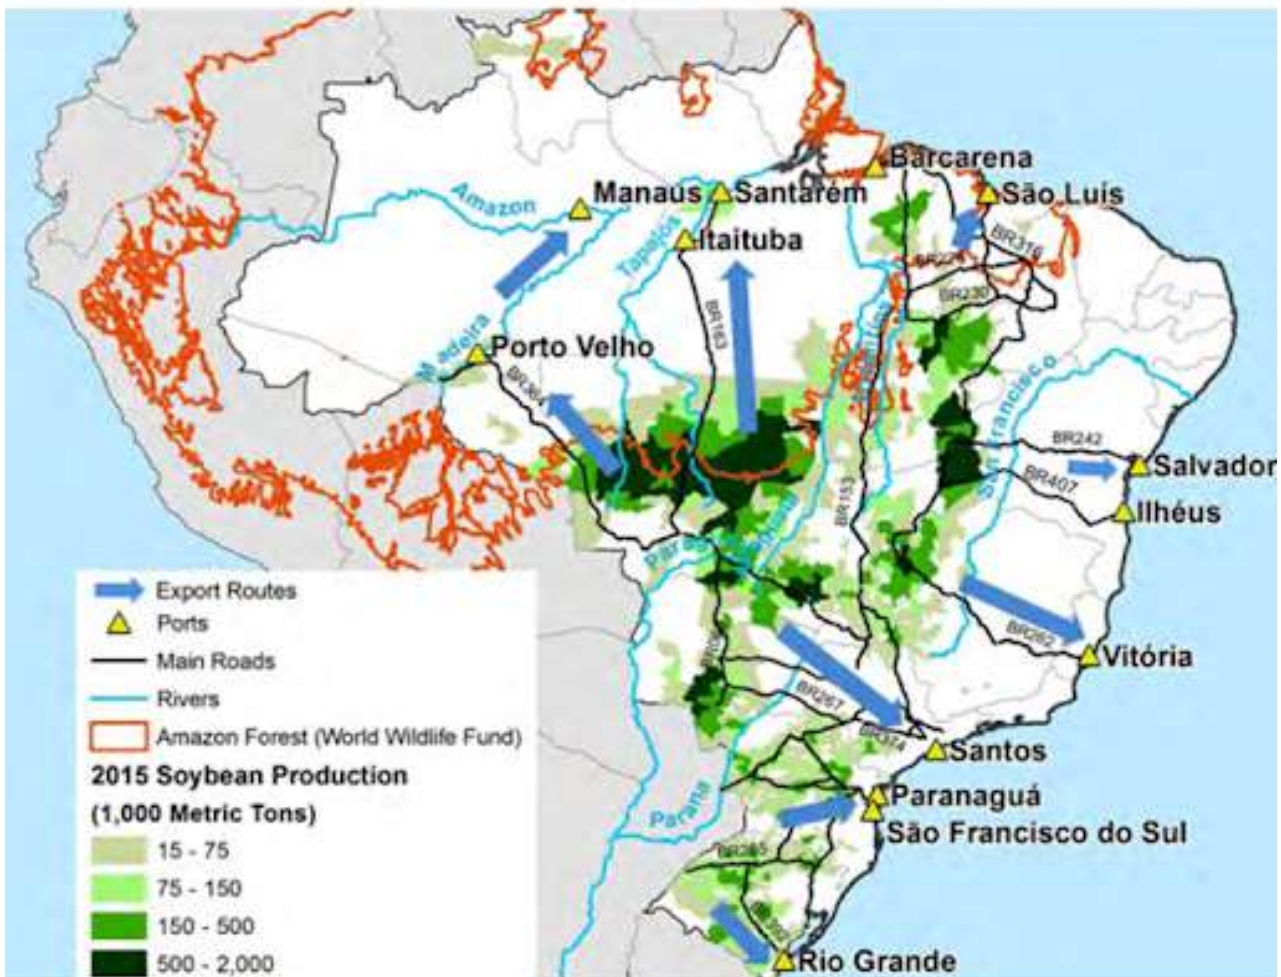 Barcarena
Manaus
Santarém
São Luís
Amazon
Tapajós
Itaituba
BR316
BR230
BR163
Madeira
Porto Velho
BR364
São Francisco
BR242
Salvador
BR407
Ilhéus
BR153
BR262
Vitória
BR267
BR374
Santos
Parana
Paranaguá
São Francisco do Sul
Rio Grande
Export Routes
Ports
Main Roads
Rivers
Amazon Forest (World Wildlife Fund)
2015 Soybean Production
(1,000 Metric Tons)
15 - 75
75 - 150
150 - 500
500 - 2,000